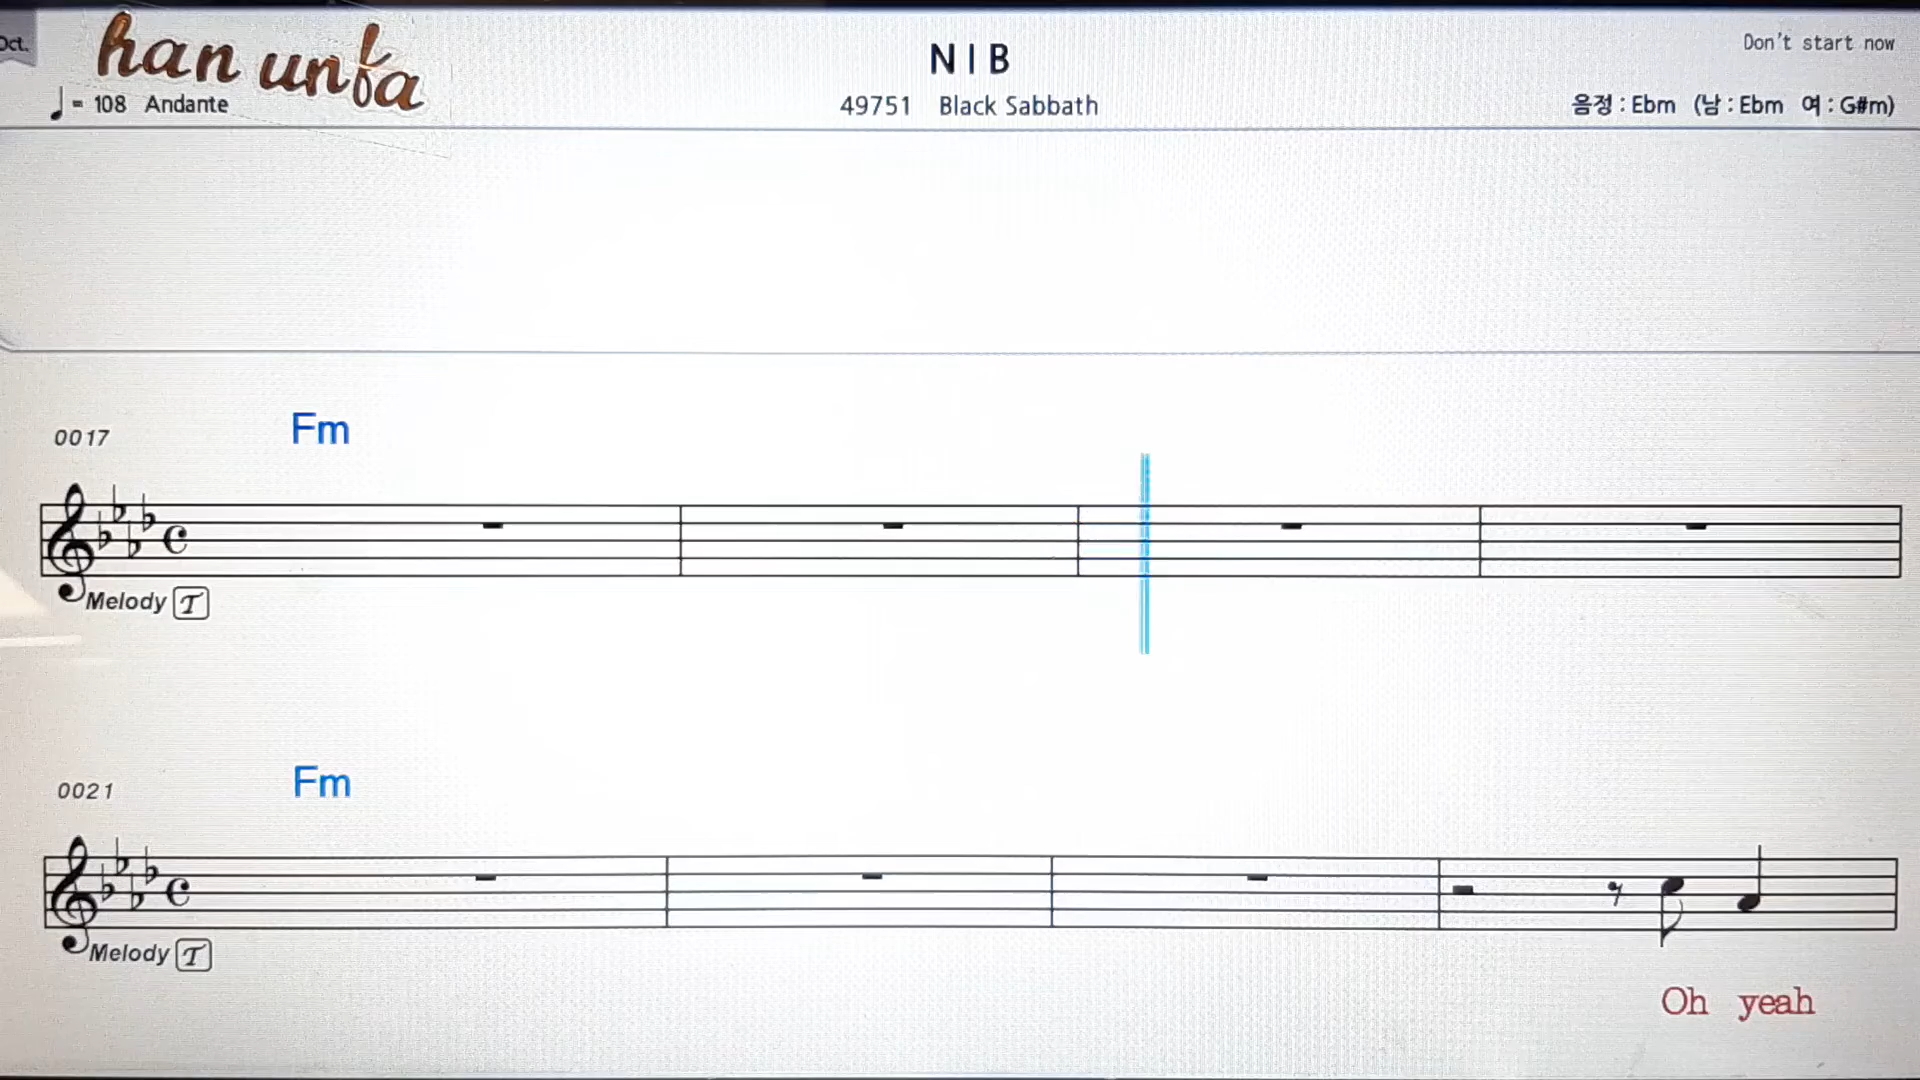 Oct.
han unfa
NIB
Don't start now
♩= 108 Andante
49751 Black Sabbath
음정 : Ebm (남 : Ebm 여 : G#m)
0017
Fm
Melody T
0021
Fm
Melody T
Oh yeah